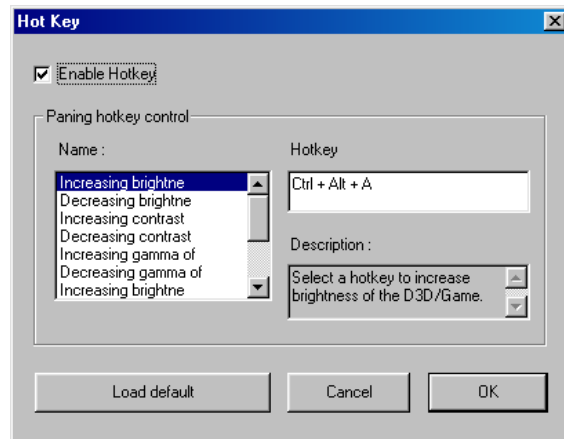 Hot Key
Enable Hotkey
Paning hotkey control
Name :
Increasing brightne
Decreasing brightne
Increasing contrast
Decreasing contrast
Increasing gamma of
Decreasing gamma of
Increasing brightne
Hotkey
Ctrl + Alt + A
Description :
Select a hotkey to increase
brightness of the D3D/Game.
Load default
Cancel
OK